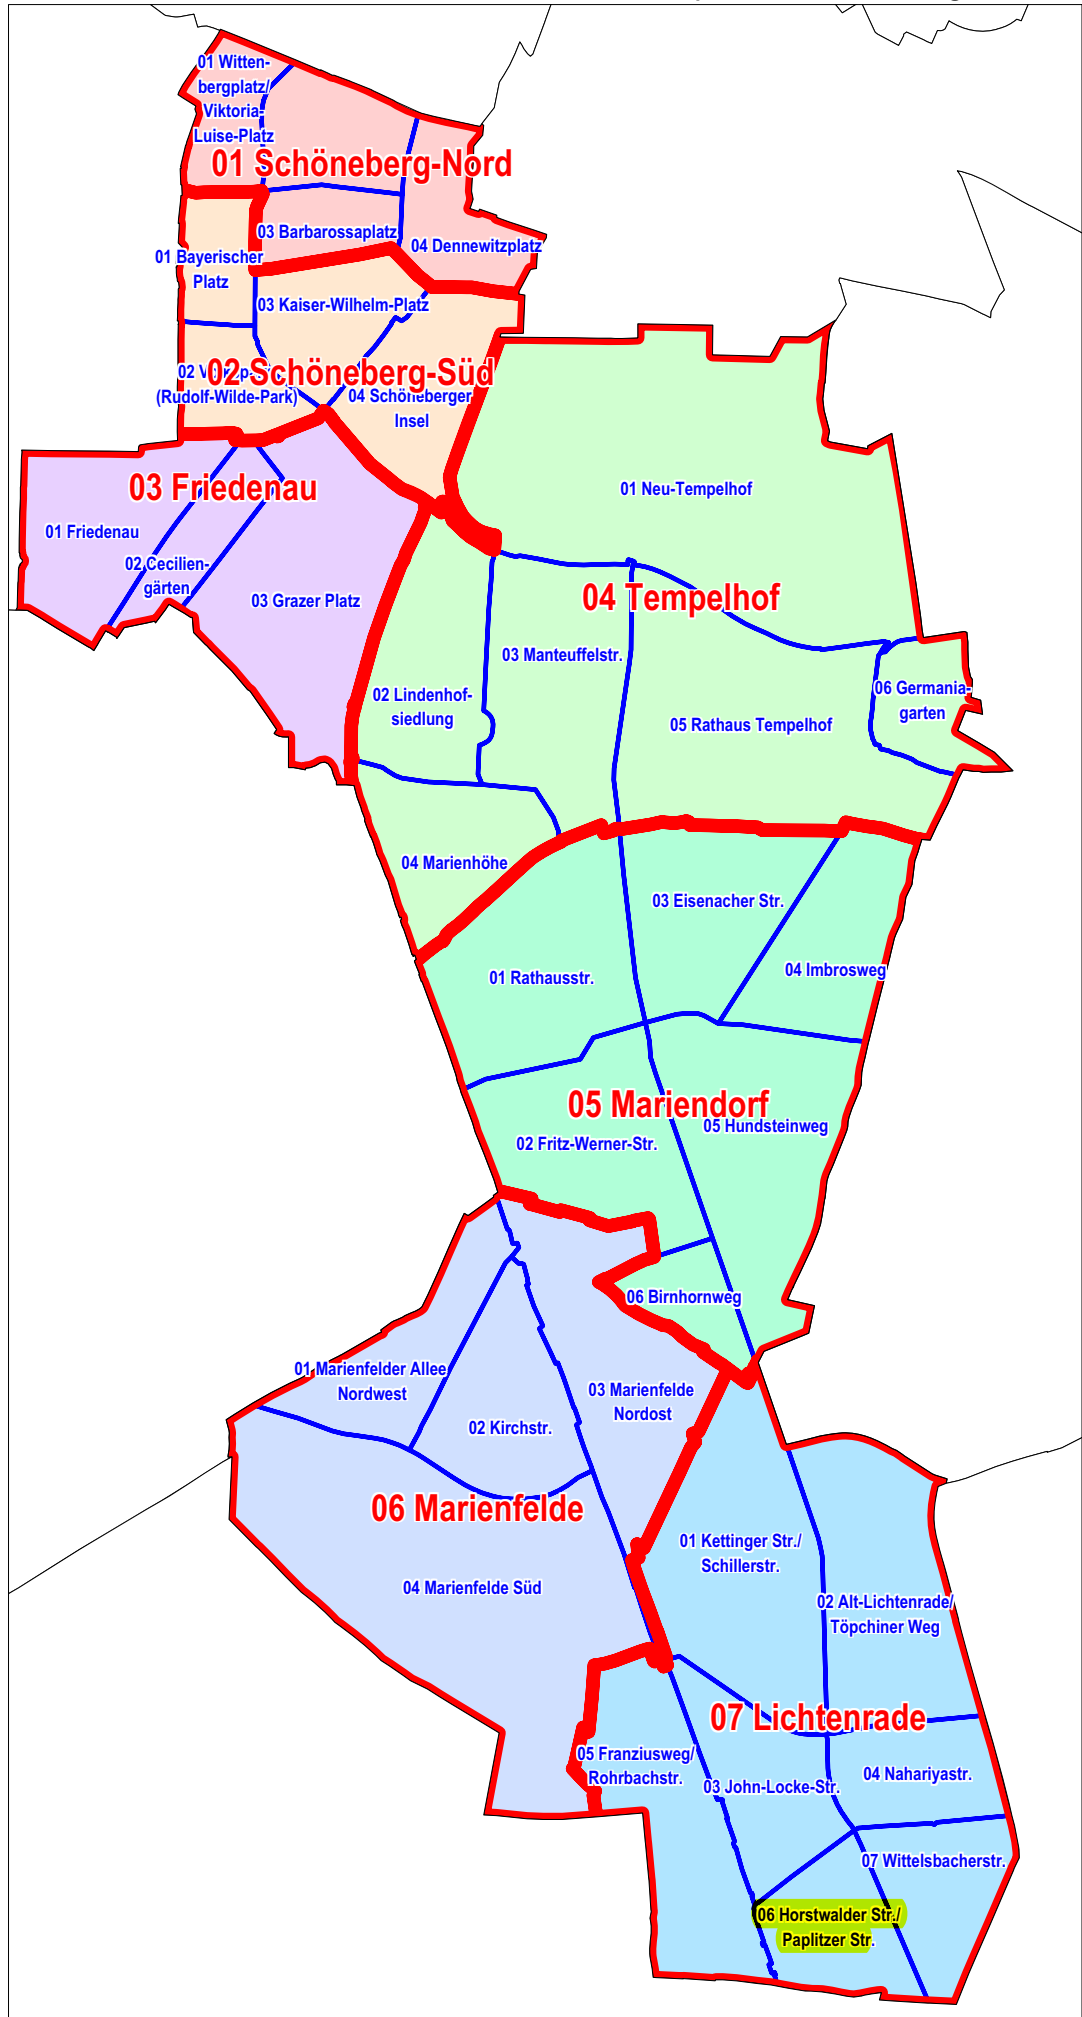 01 Witten-
bergplatz/
Viktoria-
Luise-Platz
01 Schöneberg-Nord
03 Barbarossaplatz
04 Dennewitzplatz
01 Bayerischer
Platz
03 Kaiser-Wilhelm-Platz
02 Schöneberg-Süd
02
(Rudolf-Wilde-Park)
04 Schöneberger
Insel
03 Friedenau
01 Friedenau
02 Cecilien-
gärten
03 Grazer Platz
01 Neu-Tempelhof
04 Tempelhof
03 Manteuffelstr.
02 Lindenhof-
siedlung
06 Germania-
garten
05 Rathaus Tempelhof
04 Marienhöhe
03 Eisenacher Str.
01 Rathausstr.
04 Imbrosweg
05 Mariendorf
05 Hundsteinweg
02 Fritz-Werner-Str.
06 Birnhornweg
01 Marienfelder Allee
Nordwest
03 Marienfelde
Nordost
02 Kirchstr.
06 Marienfelde
04 Marienfelde Süd
01 Kettinger Str./
Schillerstr.
02 Alt-Lichtenrade/
Töpchiner Weg
07 Lichtenrade
05 Franziusweg/
Rohrbachstr.
03 John-Locke-Str.
04 Nahariyastr.
07 Wittelsbacherstr.
06 Horstwalder Str./
Paplitzer Str.